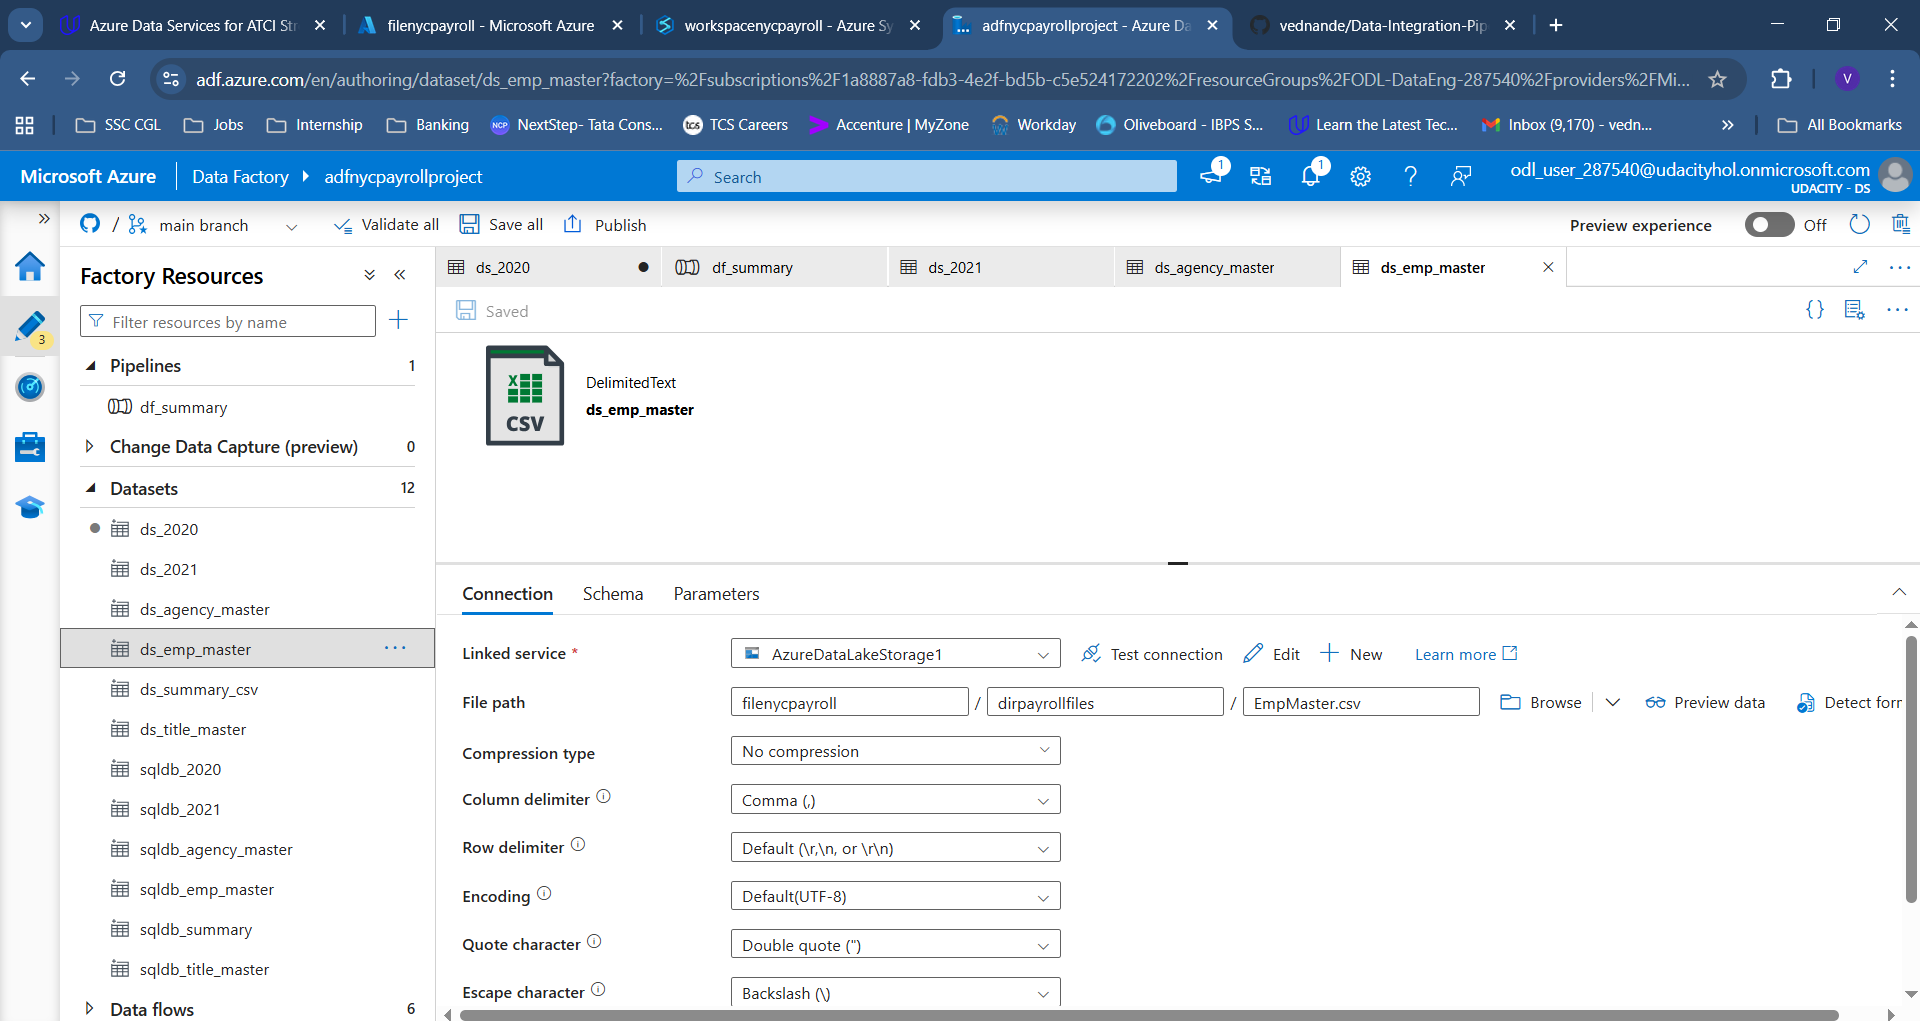 Azure Data Services for ATCI Str
filenycpayroll - Microsoft Azure
workspacenycpayroll - Azure Sy
adfnycpayrollproject - Azure Da
vednande/Data-Integration-Pip
adf.azure.com/en/authoring/dataset/ds_emp_master?factory=%2Fsubscriptions%2F1a8887a8-fdb3-4e2f-bd5b-c5e524172202%2FresourceGroups%2FODL-DataEng-287540%2Fproviders%2FMi...
V
SSC CGL
Jobs
Internship
Banking
NCP
NextStep- Tata Cons...
tcs
TCS Careers
Accenture | MyZone
Workday
Oliveboard - IBPS S...
Learn the Latest Tec...
Inbox (9,170) - vedn...
»
All Bookmarks
Microsoft Azure
Data Factory
adfnycpayrollproject
Search
1
1
odl_user_287540@udacityhol.onmicrosoft.com
UDACITY - DS
/
main branch
Validate all
Save all
Publish
Preview experience
Off
3
Factory Resources
Filter resources by name
Pipelines 1
df_summary
Change Data Capture (preview) 0
Datasets 12
ds_2020
ds_2021
ds_agency_master
ds_emp_master
ds_summary_csv
ds_title_master
sqldb_2020
sqldb_2021
sqldb_agency_master
sqldb_emp_master
sqldb_summary
sqldb_title_master
Data flows 6
ds_2020
df_summary
ds_2021
ds_agency_master
ds_emp_master
Saved
{}
X
CSV
DelimitedText
ds_emp_master
Connection
Schema
Parameters
Linked service *
AzureDataLakeStorage1
Test connection
Edit
New
Learn more
File path
filenycpayroll / dirpayrollfiles / EmpMaster.csv
Browse
Preview data
Detect forr
Compression type
No compression
Column delimiter
Comma (,)
Row delimiter
Default (\r,\n, or \r\n)
Encoding
Default(UTF-8)
Quote character
Double quote (")
Escape character
Backslash (\)